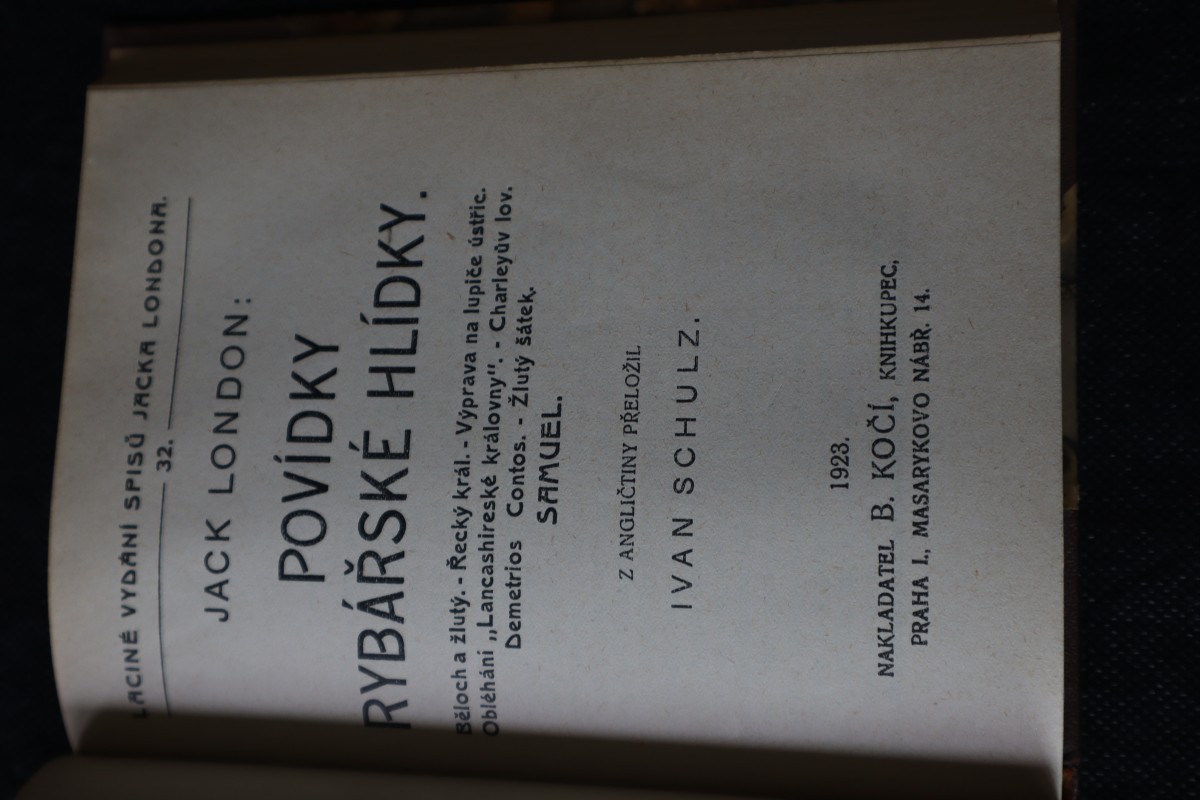 LACINÉ VYDÁNÍ SPISŮ JACKA LONDONA.
32.
JACK LONDON:
POVÍDKY
RYBÁŘSKÉ HLÍDKY.
Běloch a žlutý. - Řecký král. - Výprava na lupiče ústřic.
Obléhání „Lancashireské královny“. - Charleyův lov.
Demetrios Contos. - Žlutý šátek.
SAMUEL.
Z ANGLIČTINY PŘELOŽIL
IVAN SCHULZ.
1923.
NAKLADATEL B. KOČÍ, KNIHKUPEC,
PRAHA I., MASARYKOVO NÁBŘ. 14.